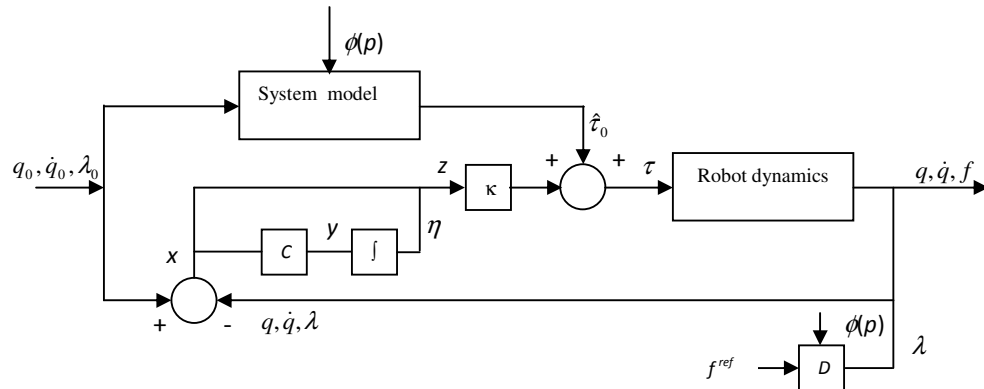 ϕ(p)
System model
τ̂₀
q₀, q̇₀, λ₀
z
κ
+
+
τ
Robot dynamics
q, q̇, f
η
x
C
y
∫
+
-
q, q̇, λ
ϕ(p)
λ
f^ref
D